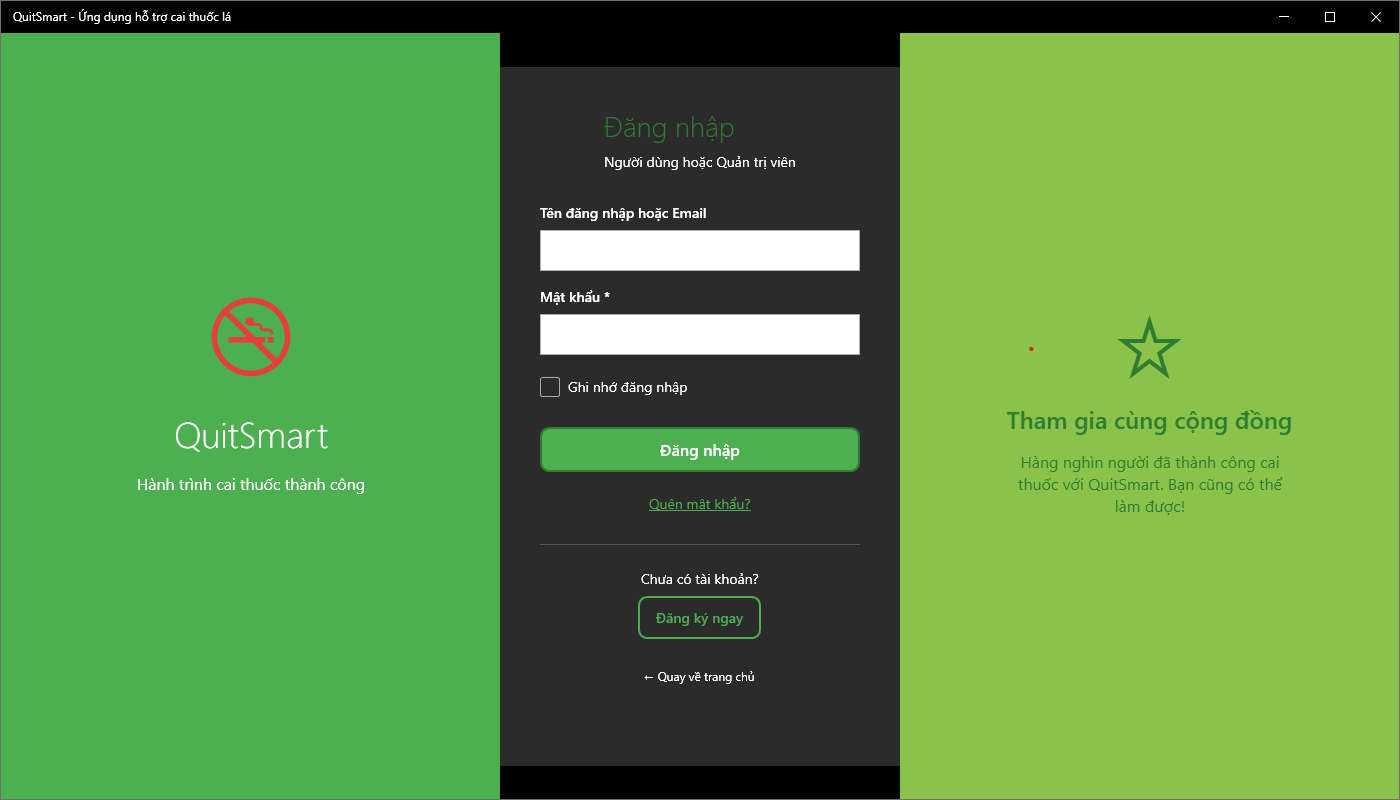 QuitSmart - Ứng dụng hỗ trợ cai thuốc lá
QuitSmart
Hành trình cai thuốc thành công
Đăng nhập
Người dùng hoặc Quản trị viên
Tên đăng nhập hoặc Email
Mật khẩu *
Ghi nhớ đăng nhập
Đăng nhập
Quên mật khẩu?
Chưa có tài khoản?
Đăng ký ngay
← Quay về trang chủ
Tham gia cùng cộng đồng
Hàng nghìn người đã thành công cai
thuốc với QuitSmart. Bạn cũng có thể
làm được!